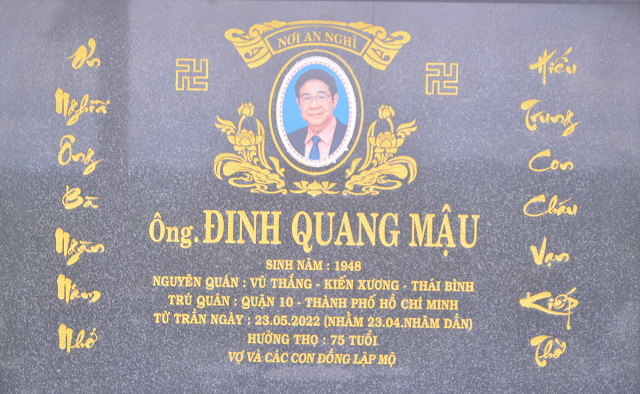 NƠI AN NGHỈ
Ơn
Nghĩa
Ông
Bà
Ngàn
Năm
Nhớ
Hiếu
Trung
Con
Cháu
Vạn
Kiếp
Thờ
Ông. ĐINH QUANG MẬU
SINH NĂM : 1948
NGUYÊN QUÁN : VŨ THẮNG - KIẾN XƯƠNG - THÁI BÌNH
TRÚ QUÁN : QUẬN 10 - THÀNH PHỐ HỒ CHÍ MINH
TỪ TRẦN NGÀY : 23.05.2022 (NHẰM 23.04.NHÂM DẦN)
HƯỞNG THỌ : 75 TUỔI
VỢ VÀ CÁC CON ĐỒNG LẬP MỘ